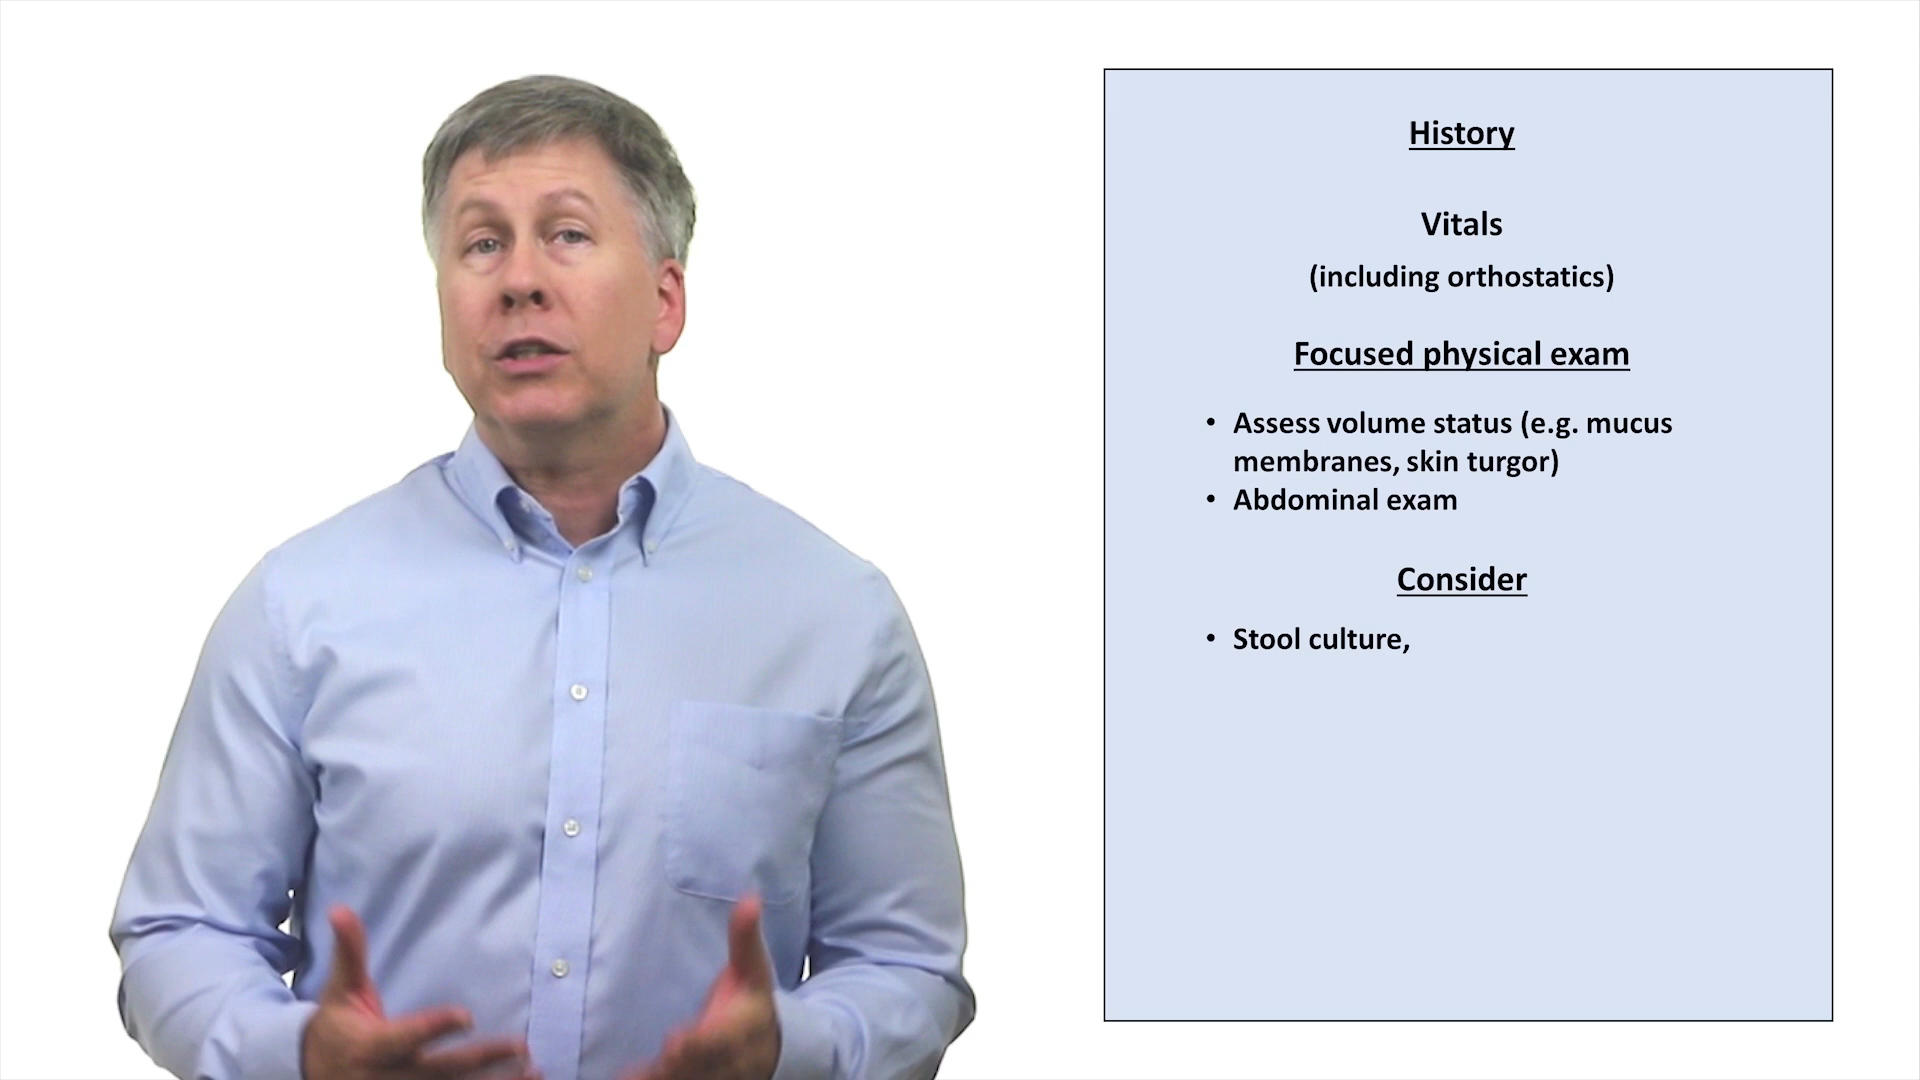 History
Vitals
(including orthostatics)
Focused physical exam
• Assess volume status (e.g. mucus
membranes, skin turgor)
• Abdominal exam
Consider
• Stool culture,